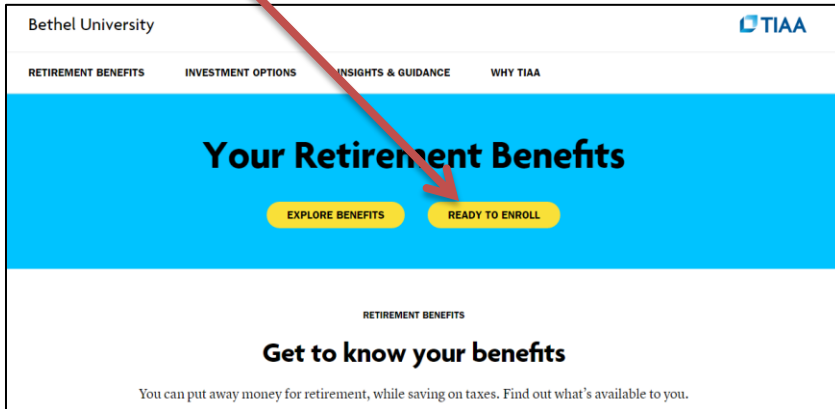 Bethel University
TIAA
RETIREMENT BENEFITS INVESTMENT OPTIONS INSIGHTS & GUIDANCE WHY TIAA
Your Retirement Benefits
EXPLORE BENEFITS READY TO ENROLL
RETIREMENT BENEFITS
Get to know your benefits
You can put away money for retirement, while saving on taxes. Find out what’s available to you.